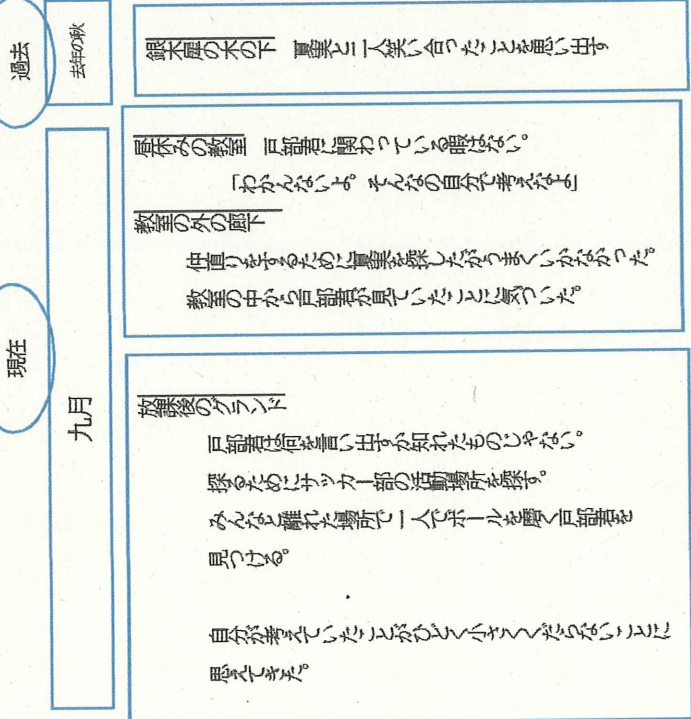 過去
去年の秋
銀木犀の木の下 夏実と二人笑い合ったことを思い出す
現在
九月
昼休みの教室 戸部君に関わっている暇はない。
「わかんないよ。そんなの自分で考えなよ」
教室の外の廊下
仲直りをするために夏実を探したがうまくいかなかった。
教室の中から戸部君が見ていたことに気づいた。
放課後のグランド
戸部君は何を言い出すか知れたものじゃない。
探るためにサッカー部の活動場所を探す。
みんなと離れた場所で一人でボールを磨く戸部君を
見つける。
自分が考えていたことがひどく小さくくだらないことに
思えてきた。